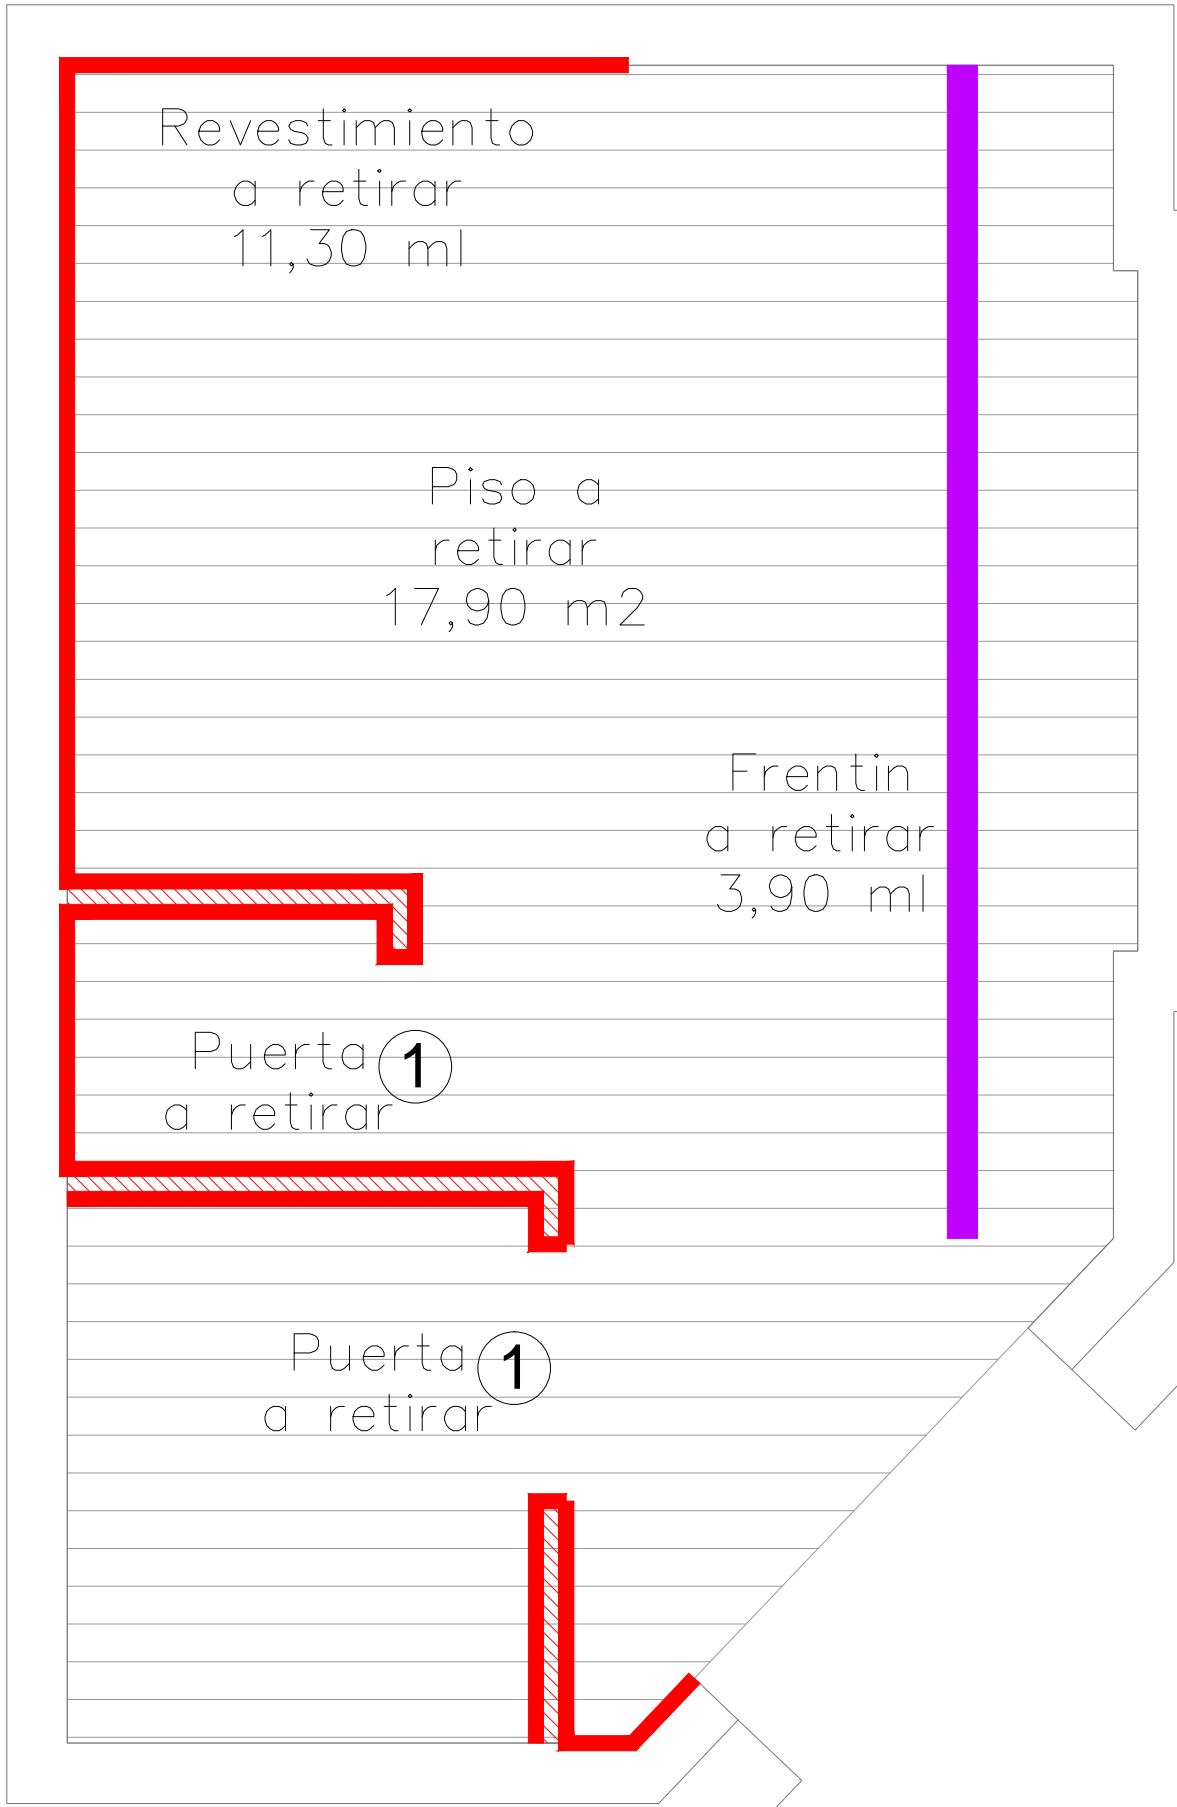 Revestimiento
a retirar
11,30 ml
Piso a
retirar
17,90 m2
Frentin
a retirar
3,90 ml
Puerta 1
a retirar
Puerta 1
a retirar